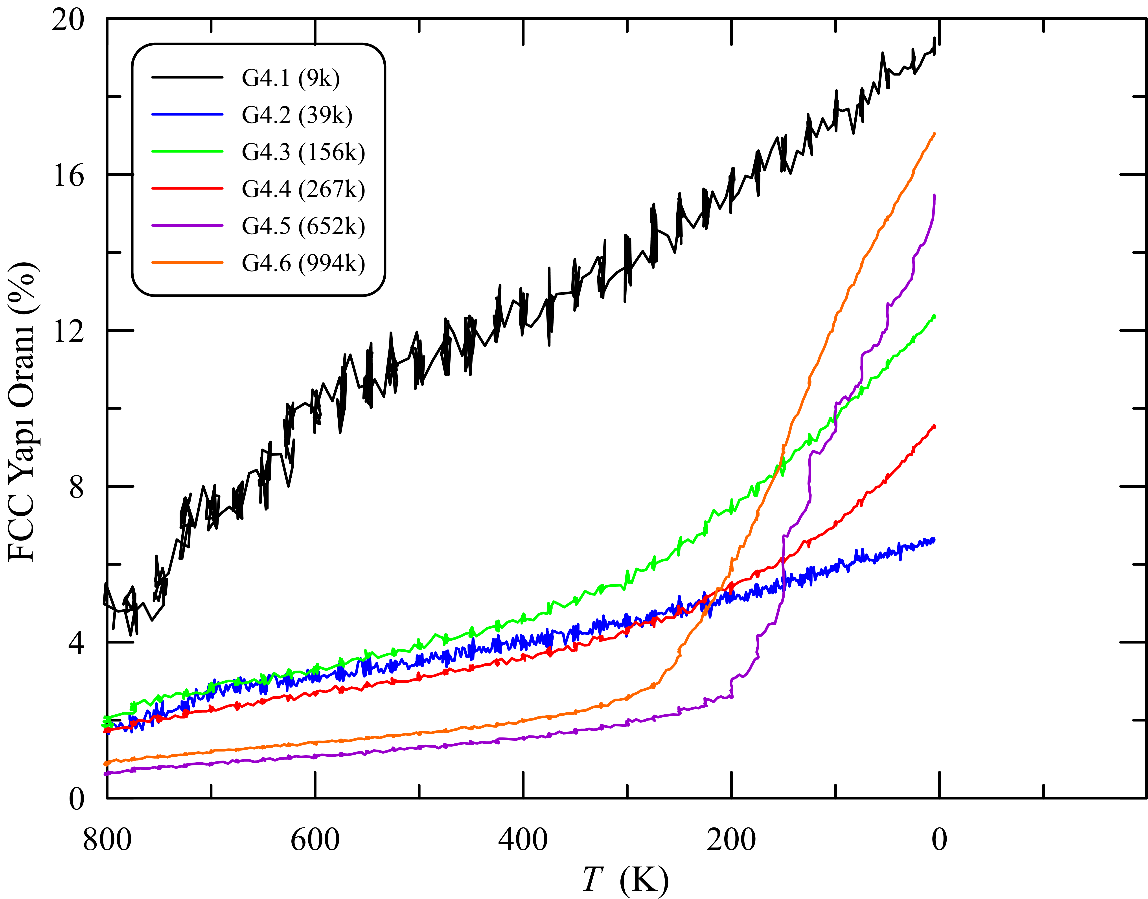 20
16
12
8
4
0
FCC Yapı Oranı (%)
G4.1 (9k)
G4.2 (39k)
G4.3 (156k)
G4.4 (267k)
G4.5 (652k)
G4.6 (994k)
800 600 400 200 0
T (K)